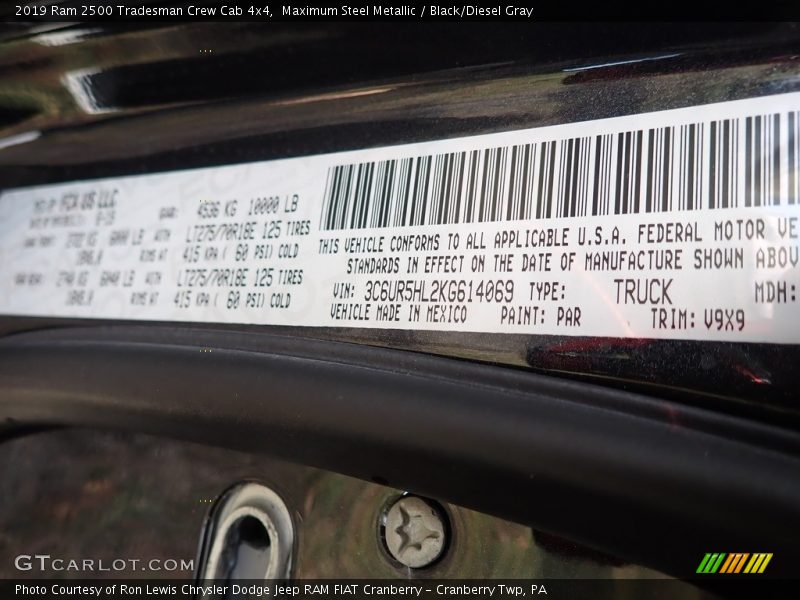 2019 Ram 2500 Tradesman Crew Cab 4x4,  Maximum Steel Metallic / Black/Diesel Gray
FCA US LLC
4536 KG 10000 LB
LT275/70R18E 125 TIRES
415 KPA ( 60 PSI) COLD
LT275/70R18E 125 TIRES
415 KPA ( 60 PSI) COLD
THIS VEHICLE CONFORMS TO ALL APPLICABLE U.S.A. FEDERAL MOTOR VE
STANDARDS IN EFFECT ON THE DATE OF MANUFACTURE SHOWN ABOV
VIN: 3C6UR5HL2KG614069 TYPE: TRUCK MDH:
VEHICLE MADE IN MEXICO PAINT: PAR TRIM: V9X9
GTCARLOT.COM
Photo Courtesy of Ron Lewis Chrysler Dodge Jeep RAM FIAT Cranberry – Cranberry Twp, PA